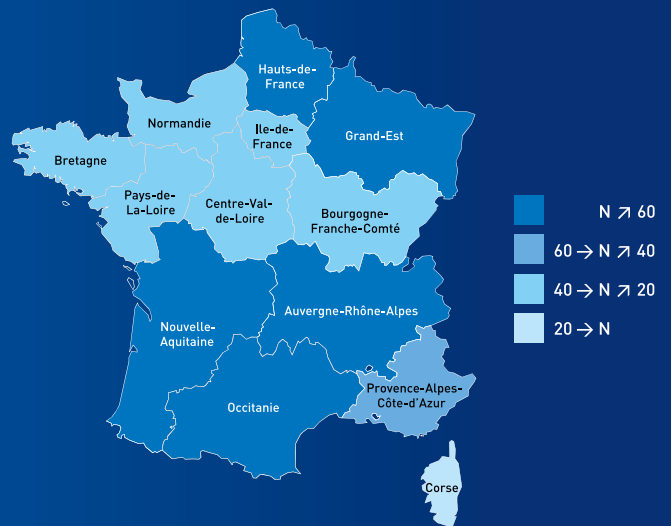 Hauts-de-
France
Normandie
Ile-de-
France
Grand-Est
Bretagne
Pays-de-
La-Loire
Centre-Val-
de-Loire
Bourgogne-
Franche-Comté
Nouvelle-
Aquitaine
Auvergne-Rhône-Alpes
Provence-Alpes-
Côte-d'Azur
Occitanie
Corse
N ↗ 60
60 → N ↗ 40
40 → N ↗ 20
20 → N